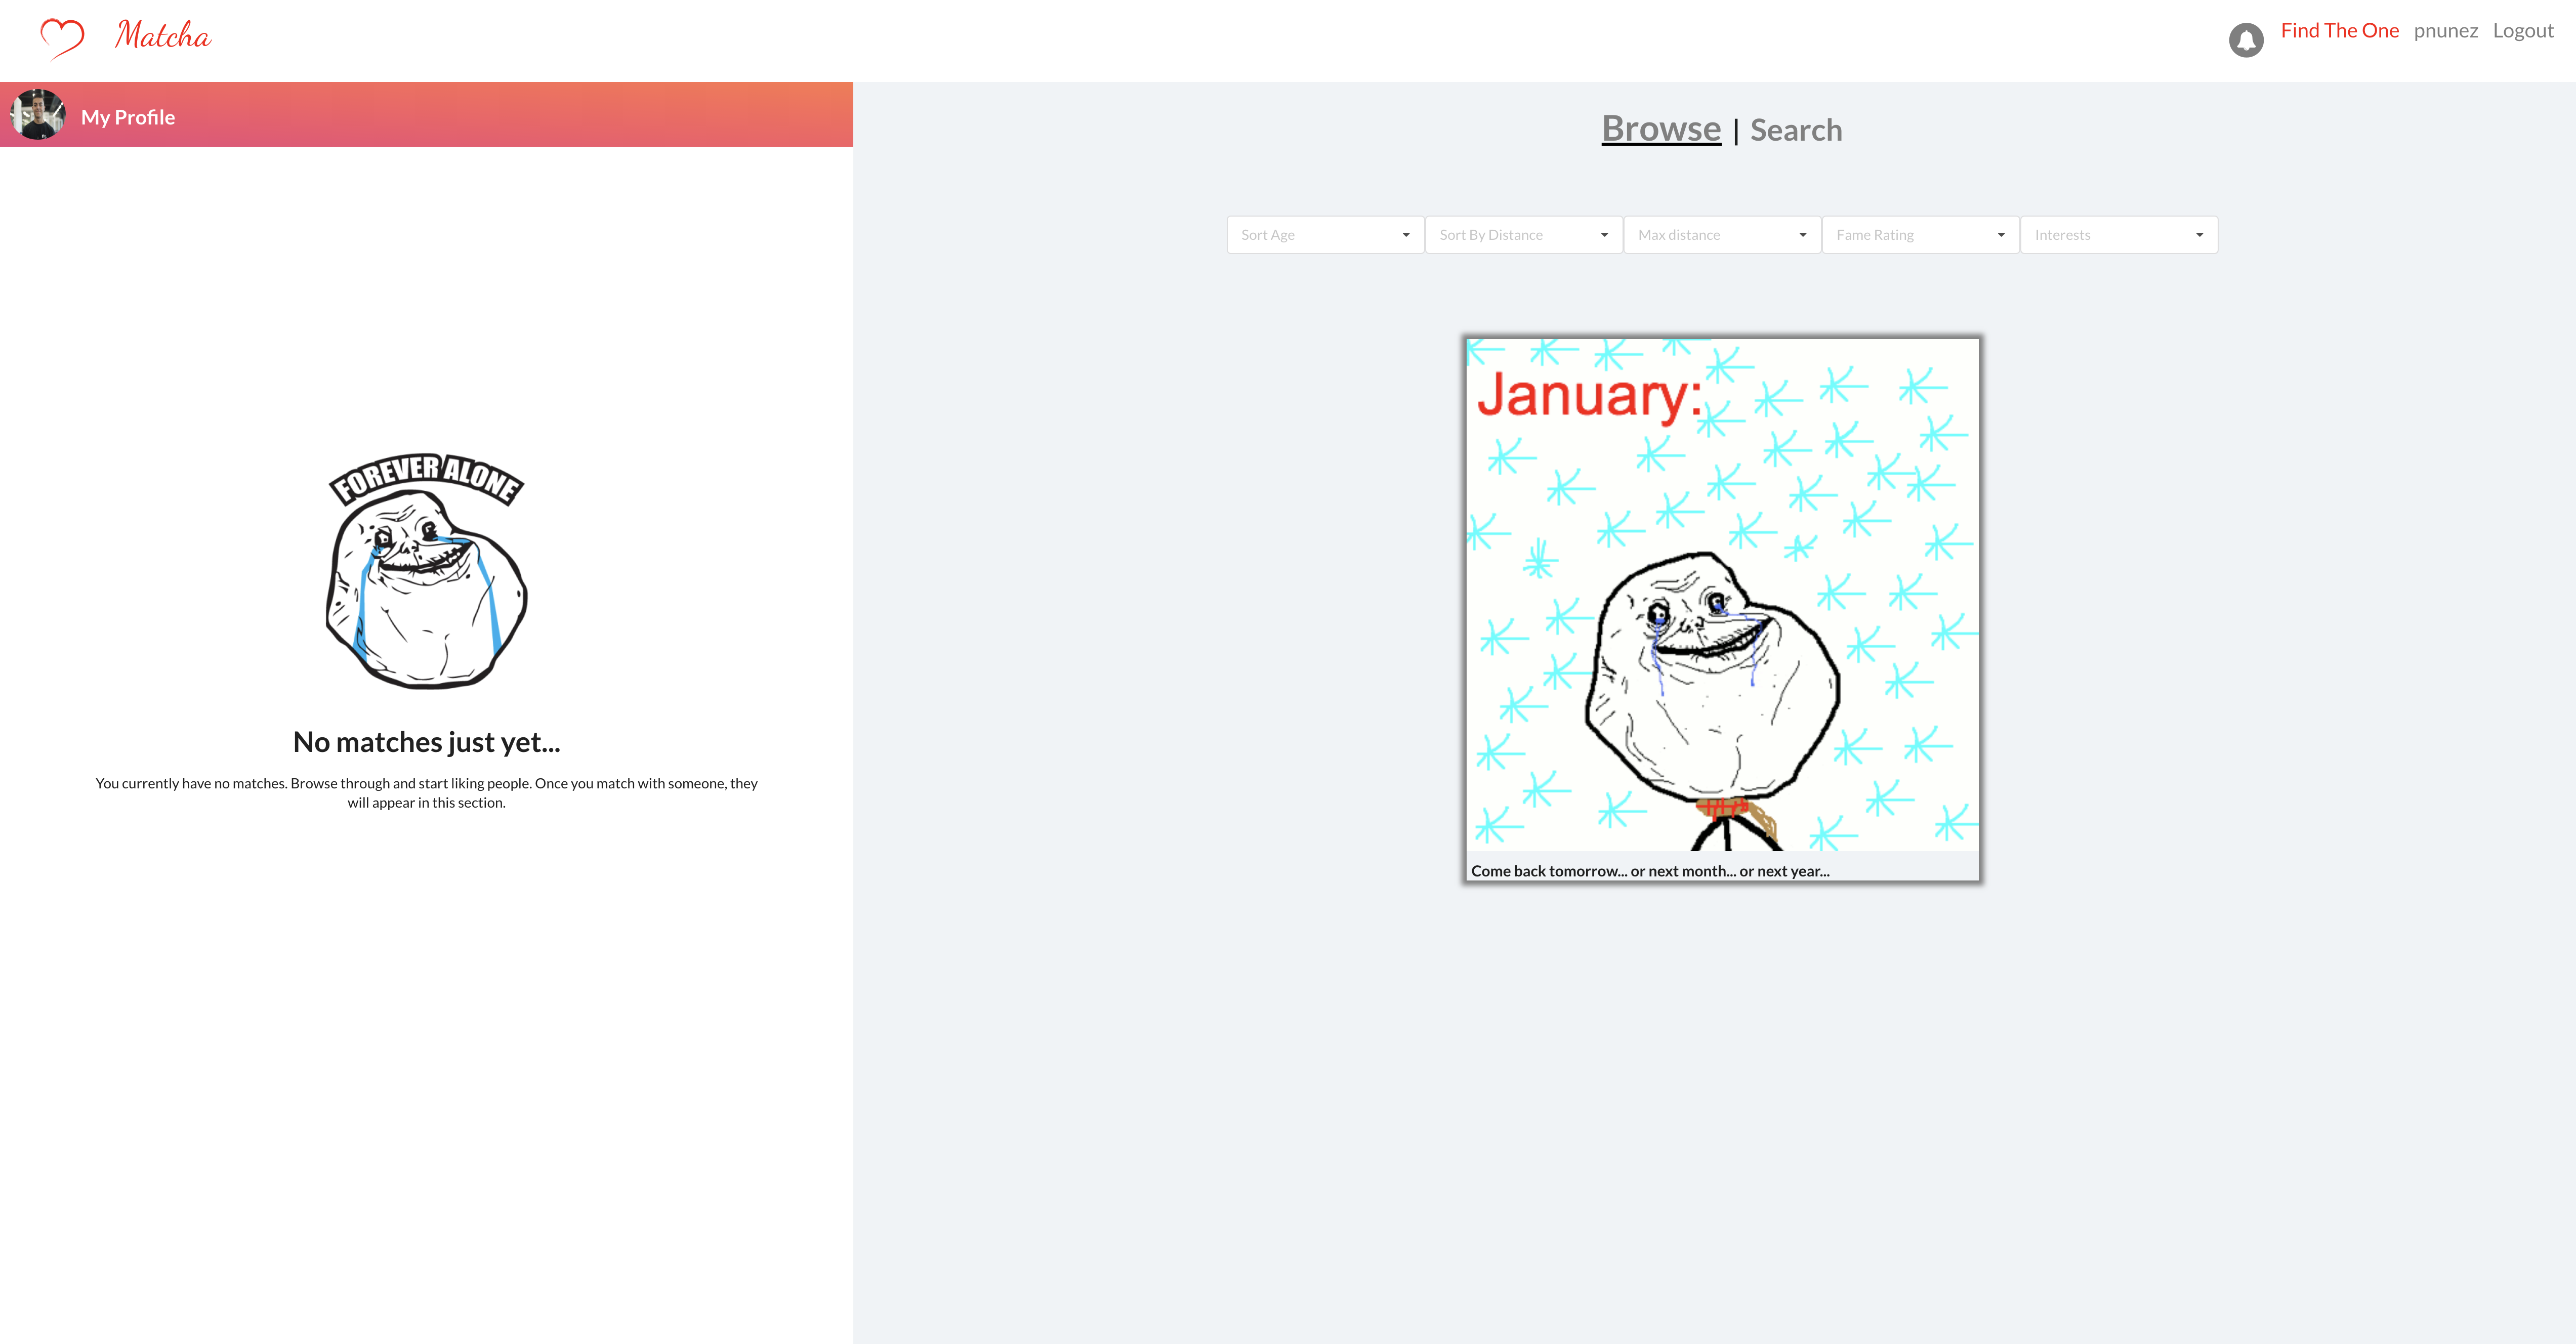 Matcha
Find The One pnunez Logout
My Profile
Browse | Search
Sort Age Sort By Distance Max distance Fame Rating Interests
January:
FOREVER ALONE
No matches just yet...
You currently have no matches. Browse through and start liking people. Once you match with someone, they
will appear in this section.
Come back tomorrow... or next month... or next year...